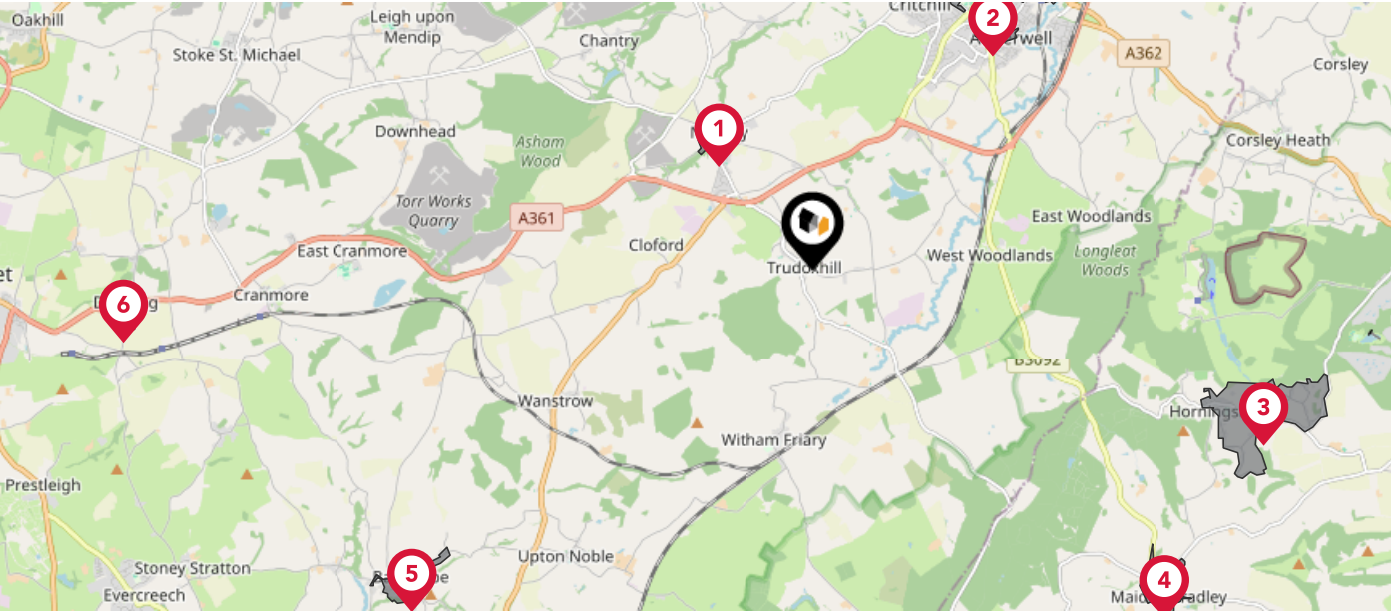 Oakhill
Leigh upon
Mendip
2
Chantry
Stoke St. Michael
A362
Corsley
Downhead
1
Asham
Wood
Corsley Heath
Torr Works
Quarry
A361
East Woodlands
East Cranmore
Cloford
Trudoxhill
West Woodlands
Longleat
Woods
6
Cranmore
B3092
Wanstrow
3
Witham Friary
Prestleigh
Upton Noble
Stoney Stratton
5
4
Evercreech